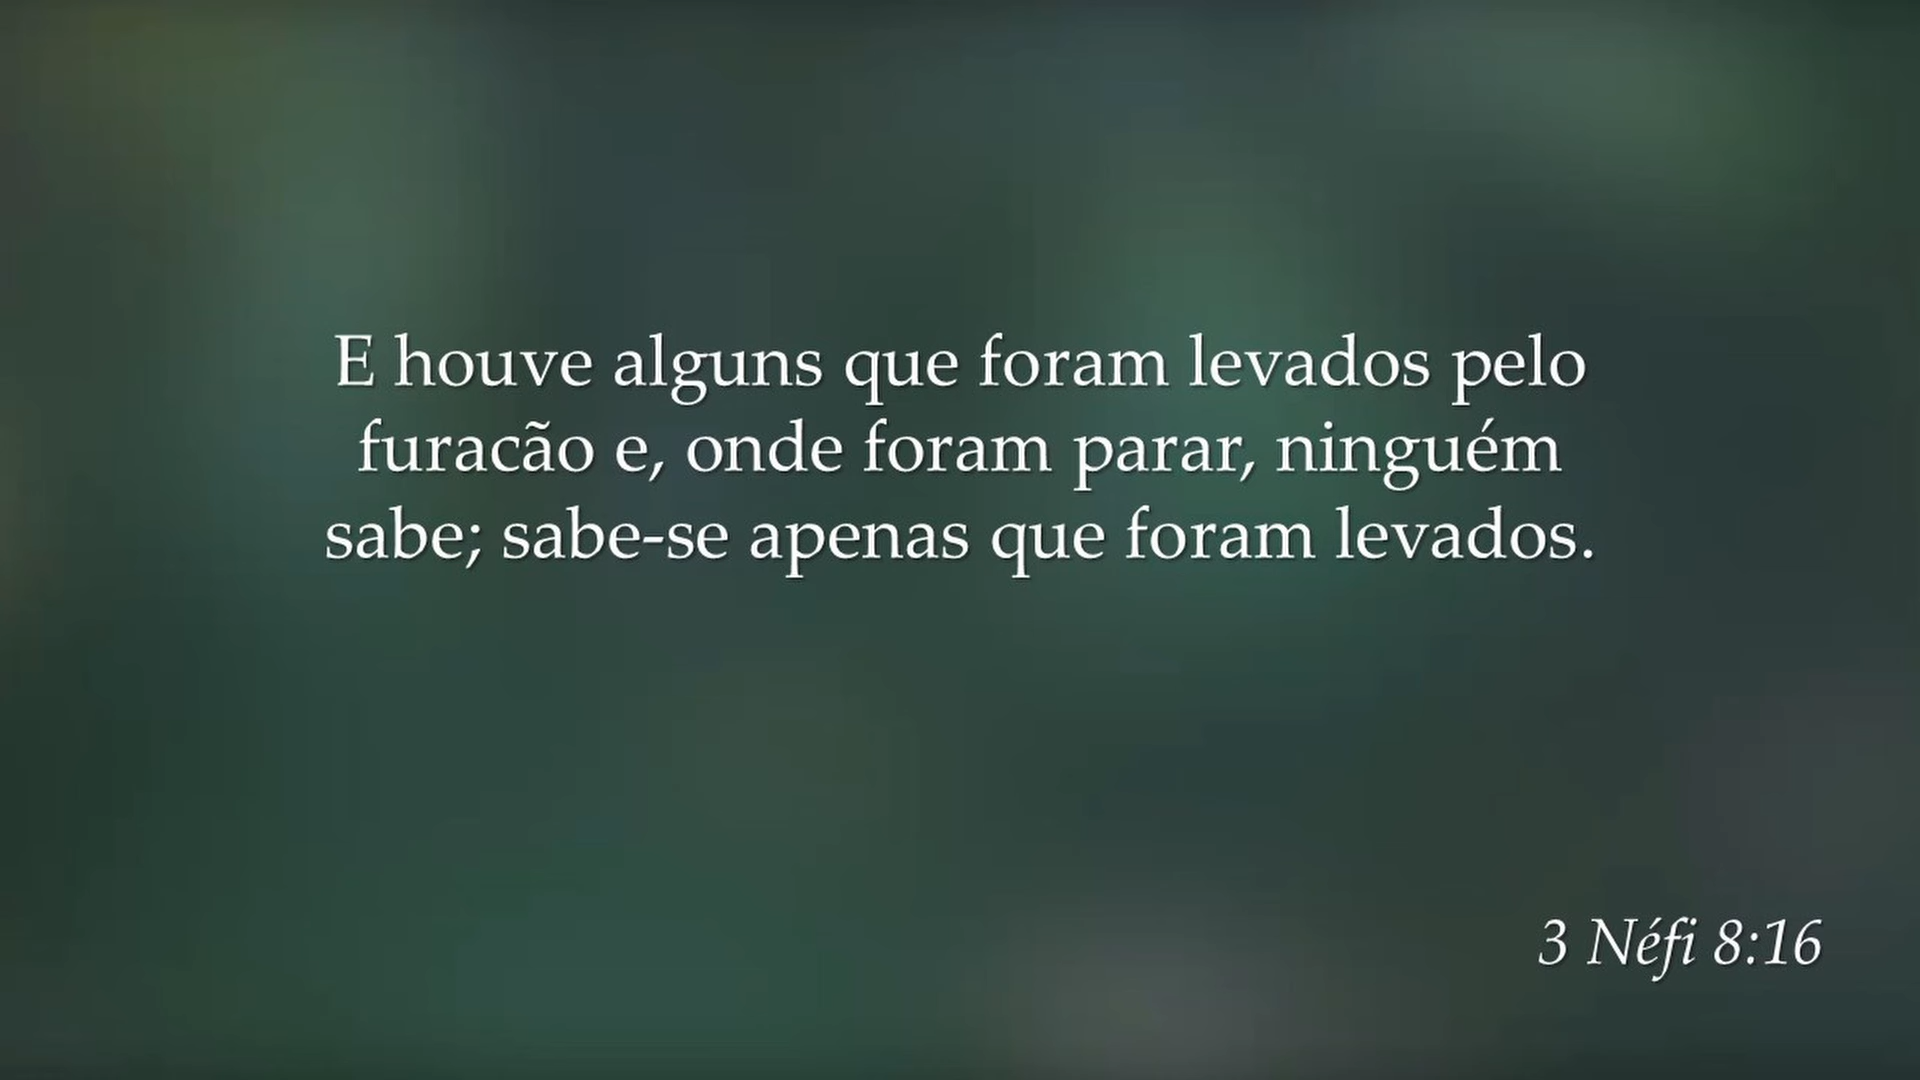 E houve alguns que foram levados pelo
furacão e, onde foram parar, ninguém
sabe; sabe-se apenas que foram levados.
3 Néfi 8:16